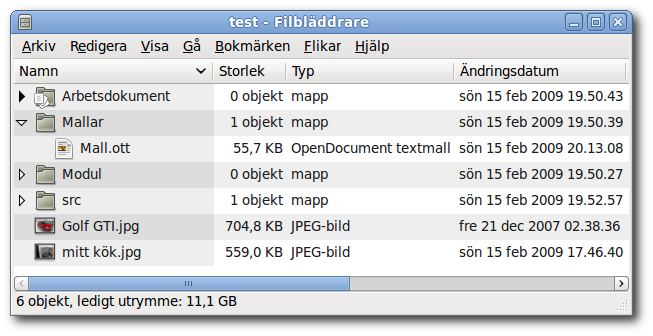 test - Filbläddrare
Arkiv Redigera Visa Gå Bokmärken Flikar Hjälp
Namn Storlek Typ Ändringsdatum
Arbetsdokument 0 objekt mapp sön 15 feb 2009 19.50.43
Mallar 1 objekt mapp sön 15 feb 2009 19.50.39
Mall.ott 55,7 KB OpenDocument textmall sön 15 feb 2009 20.13.08
Modul 0 objekt mapp sön 15 feb 2009 19.50.27
src 0 objekt mapp sön 15 feb 2009 19.52.57
Golf GTI.jpg 704,8 KB JPEG-bild fre 21 dec 2007 02.38.36
mitt kök.jpg 559,0 KB JPEG-bild sön 15 feb 2009 17.46.40
6 objekt, ledigt utrymme: 11,1 GB